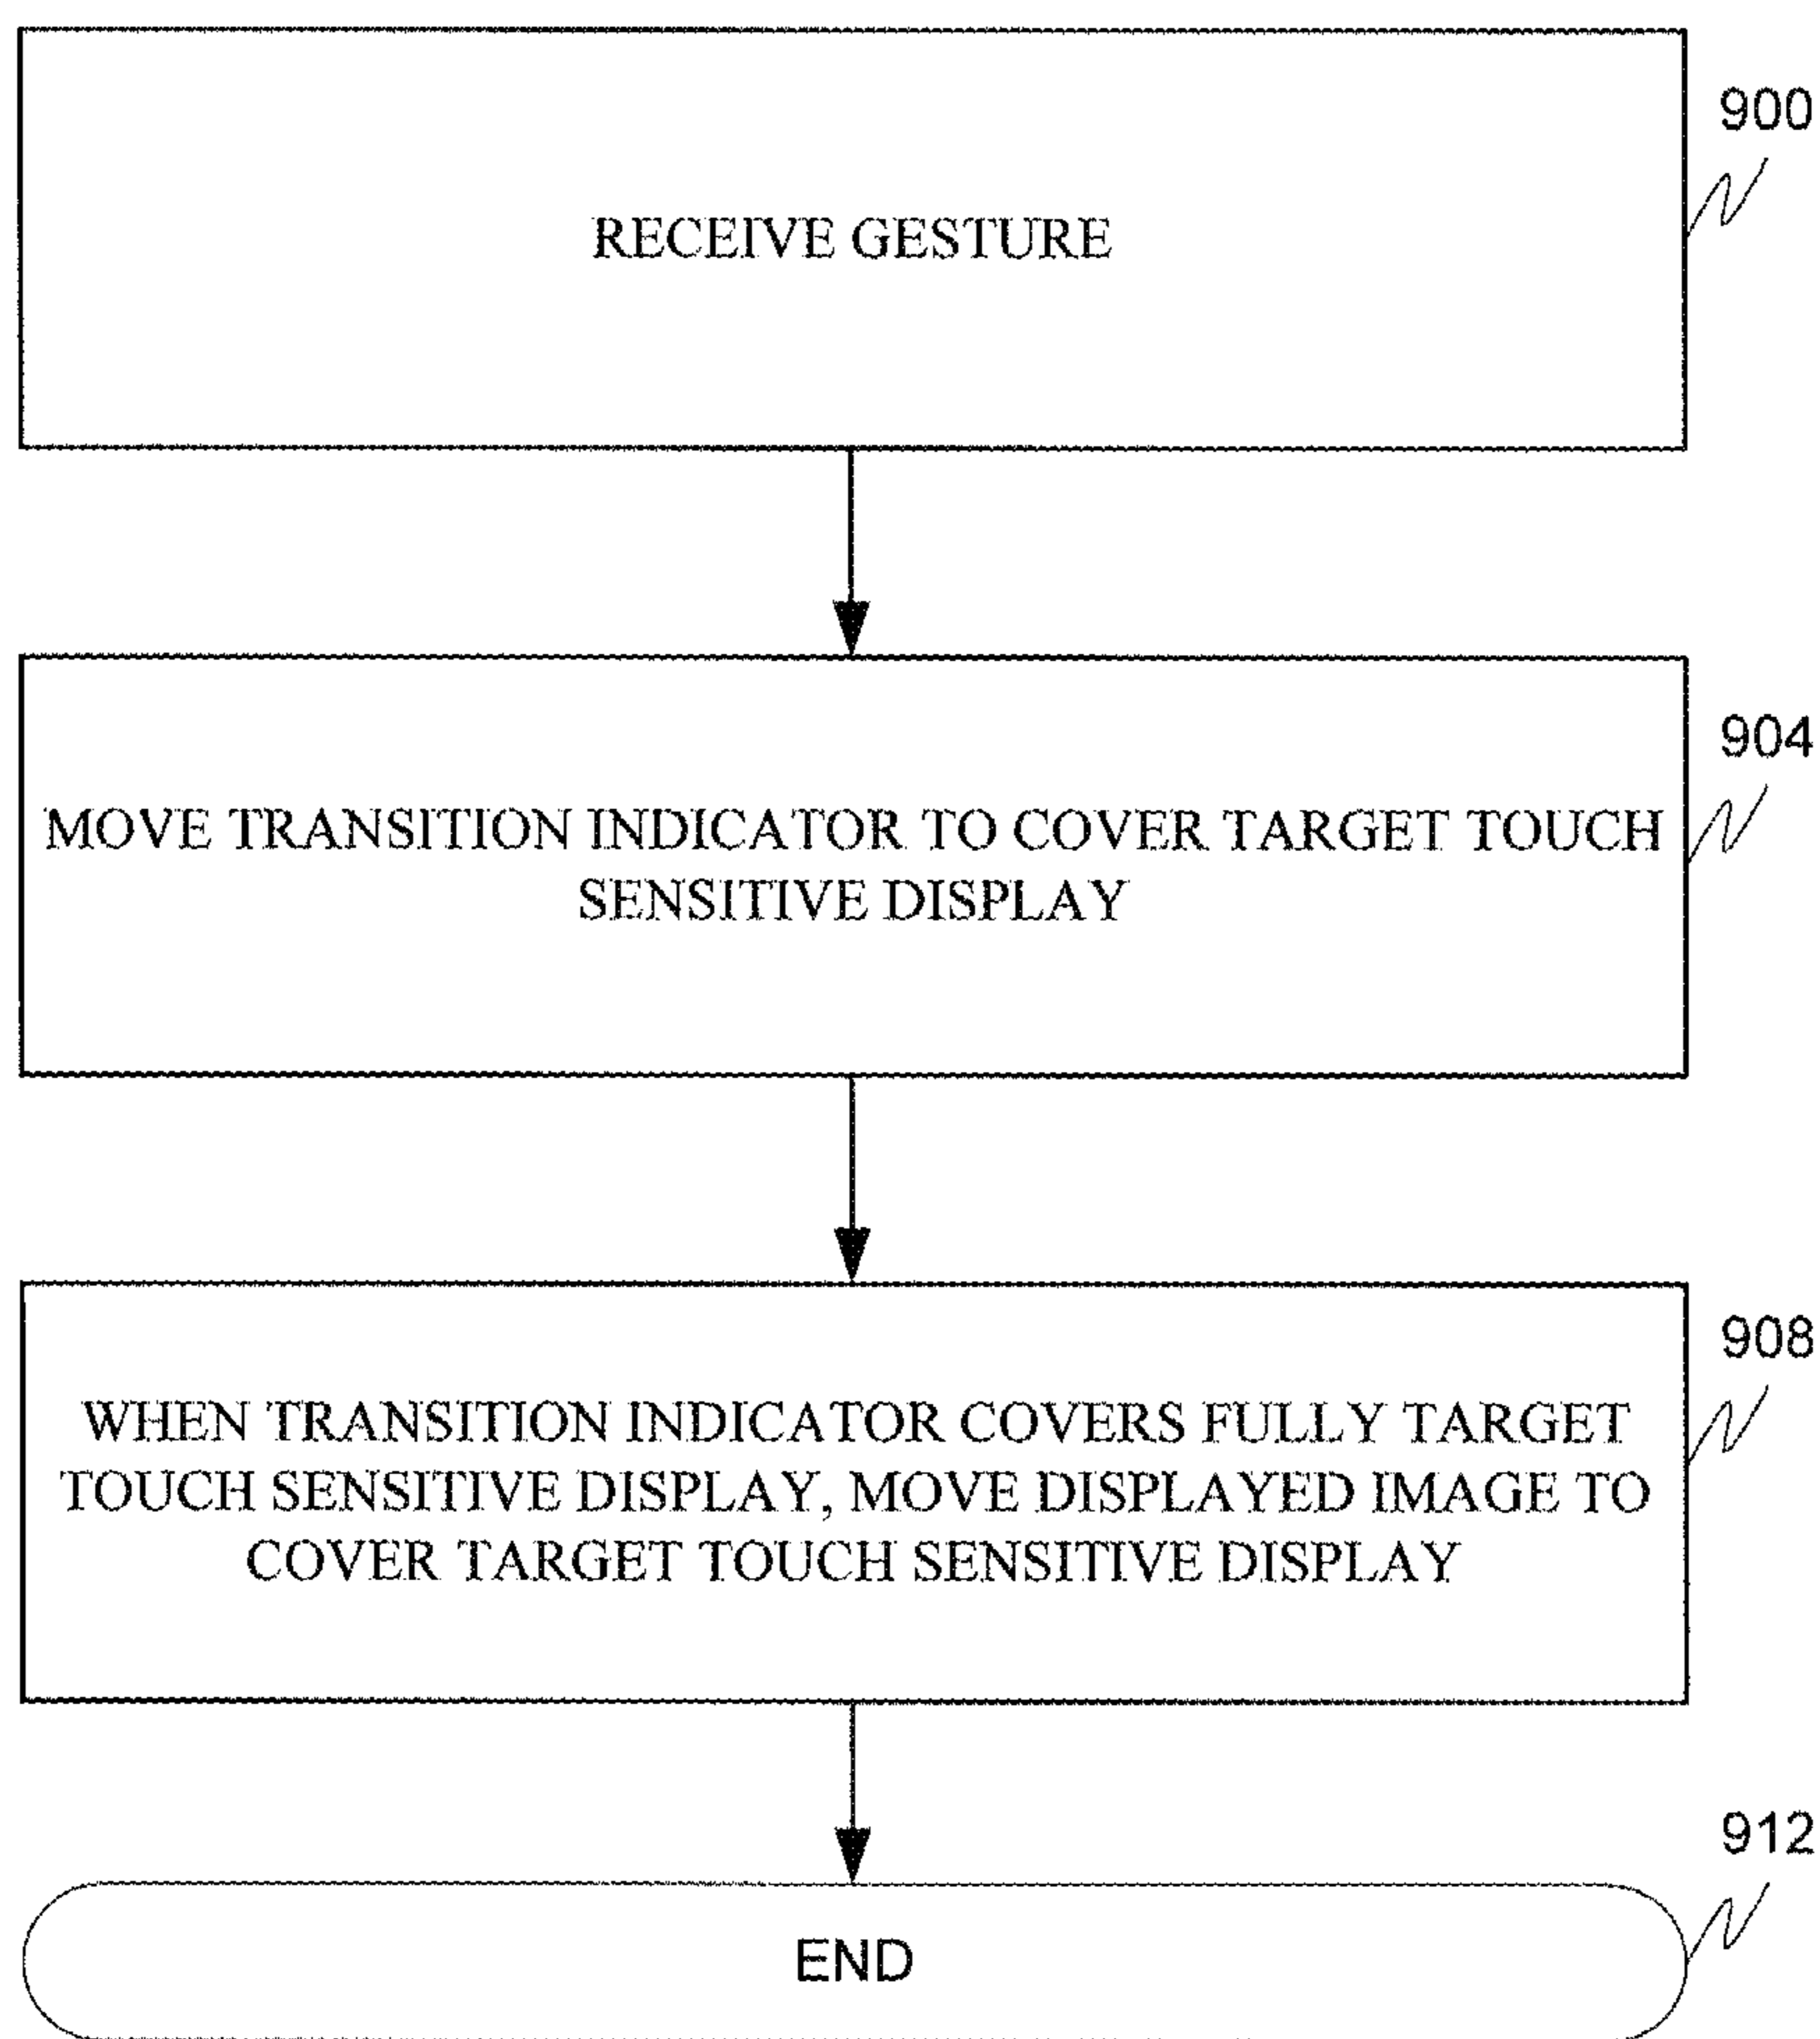 900
RECEIVE GESTURE
904
MOVE TRANSITION INDICATOR TO COVER TARGET TOUCH
SENSITIVE DISPLAY
908
WHEN TRANSITION INDICATOR COVERS FULLY TARGET
TOUCH SENSITIVE DISPLAY, MOVE DISPLAYED IMAGE TO
COVER TARGET TOUCH SENSITIVE DISPLAY
912
END